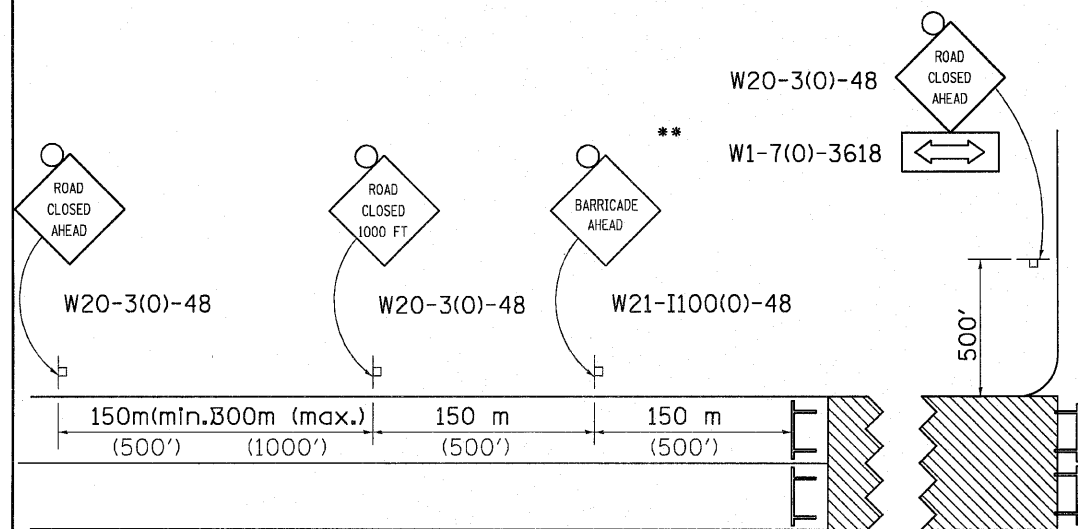 ROAD
CLOSED
AHEAD
W20-3(0)-48
**
W1-7(0)-3618
ROAD
CLOSED
AHEAD
W20-3(0)-48
ROAD
CLOSED
1000 FT
W20-3(0)-48
BARRICADE
AHEAD
W21-I100(0)-48
500'
150m(min.)300m (max.)
150 m
150 m
(500')
(1000')
(500')
(500')